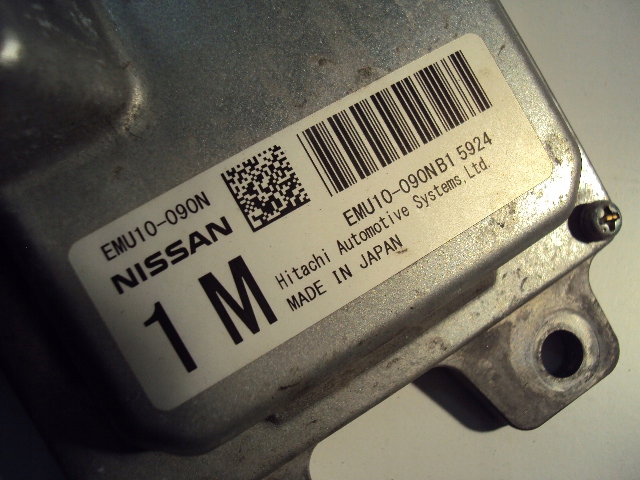 EMU10-090N
NISSAN
1 M
EMU10-090NB1 5924
Hitachi Automotive Systems,Ltd.
MADE IN JAPAN